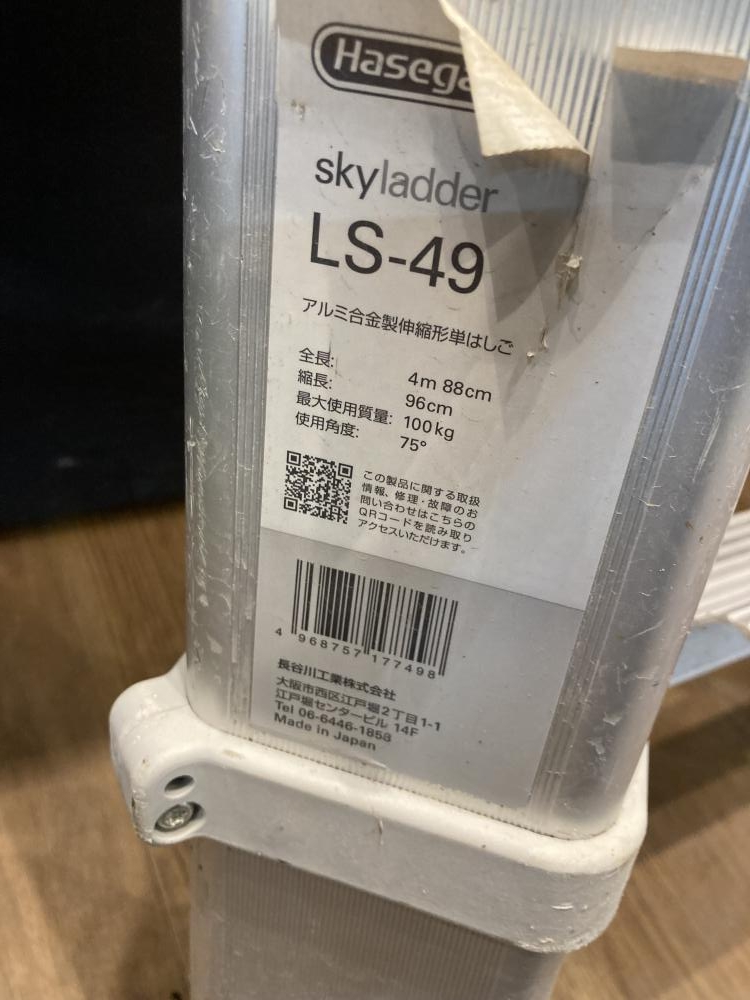 skyladder
LS-49
アルミ合金製伸縮形単はしご
全長: 4m 88cm
縮長: 96cm
最大使用質量: 100kg
使用角度: 75°
この製品に関する取扱
情報、修理・故障のお
問い合わせはこちらの
QRコードを読み取り
アクセスいただけます。
4 968757 177498
長谷川工業株式会社
大阪市西区江戸堀2丁目1-1
江戸堀センタービル 14F
Tel 06-6446-1858
Made in Japan